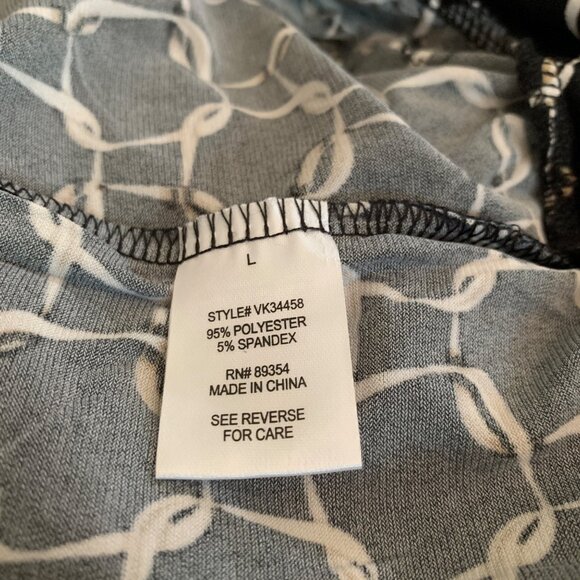 L
STYLE# VK34458
95% POLYESTER
5% SPANDEX
RN# 89354
MADE IN CHINA
SEE REVERSE
FOR CARE